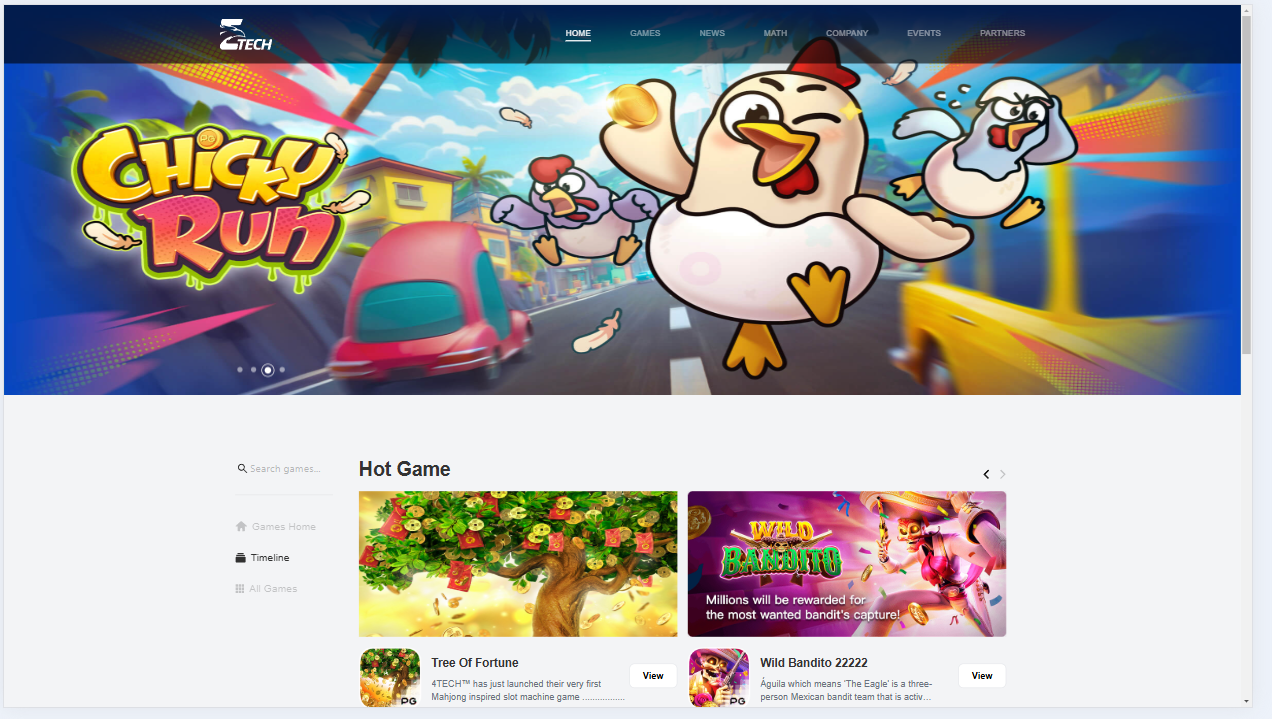 4TECH
HOME GAMES NEWS MATH COMPANY EVENTS PARTNERS
CHICKY
PG
RUN
Search games...
Hot Game
Games Home
Timeline
All Games
WILD
BANDITO
Millions will be rewarded for
the most wanted bandit's capture!
PG
Tree Of Fortune
4TECH™ has just launched their very first
Mahjong inspired slot machine game ................
View
PG
Wild Bandito 22222
Águila which means 'The Eagle' is a three-
person Mexican bandit team that is activ...
View